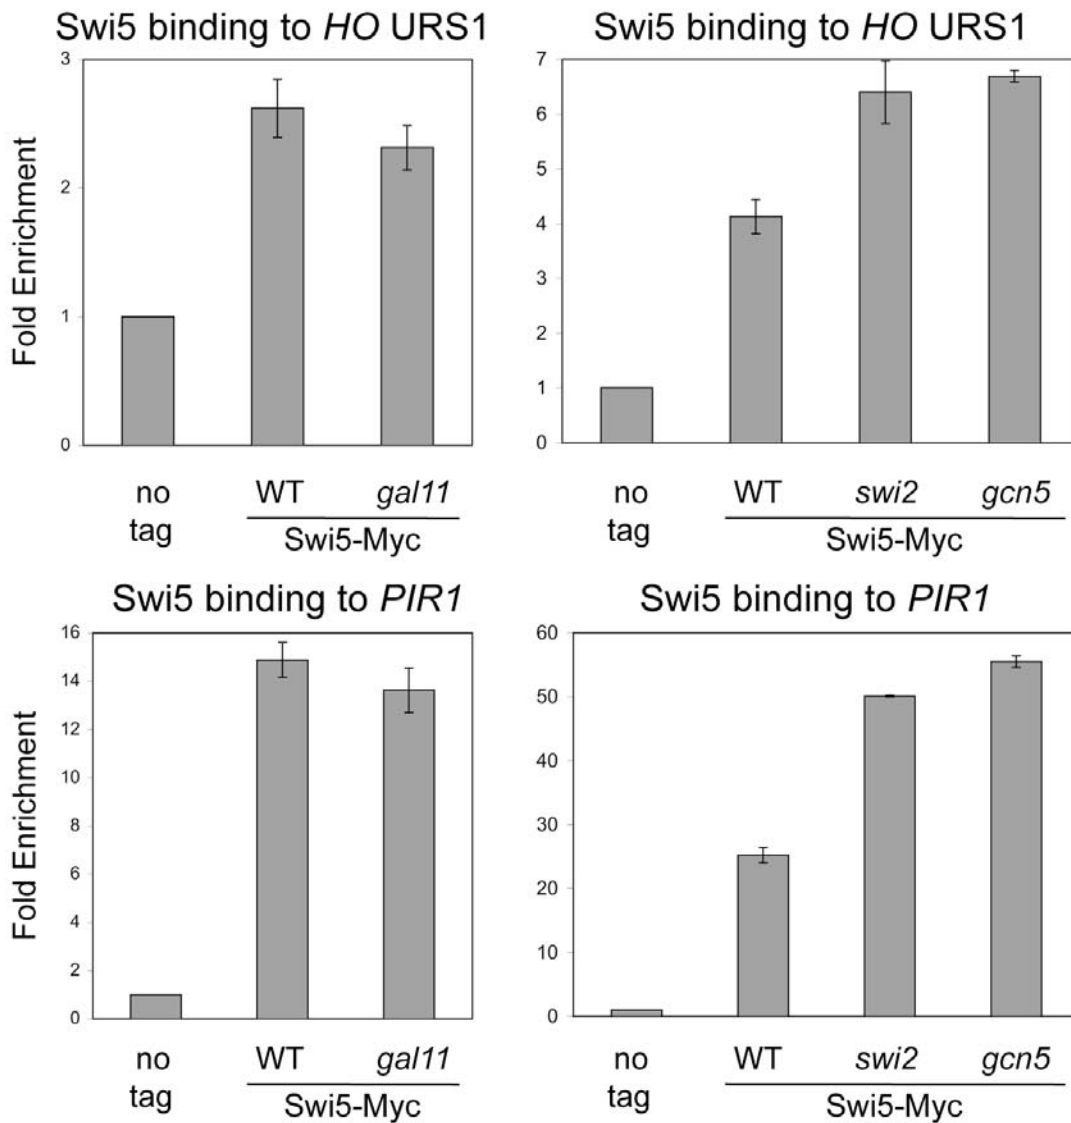 Swi5 binding to HO URS1
Fold Enrichment
3
2
1
0
no tag
WT
gal11
Swi5-Myc
Swi5 binding to HO URS1
7
6
5
4
3
2
1
0
no tag
WT
swi2
gcn5
Swi5-Myc
Swi5 binding to PIR1
Fold Enrichment
16
14
12
10
8
6
4
2
0
no tag
WT
gal11
Swi5-Myc
Swi5 binding to PIR1
60
50
40
30
20
10
0
no tag
WT
swi2
gcn5
Swi5-Myc